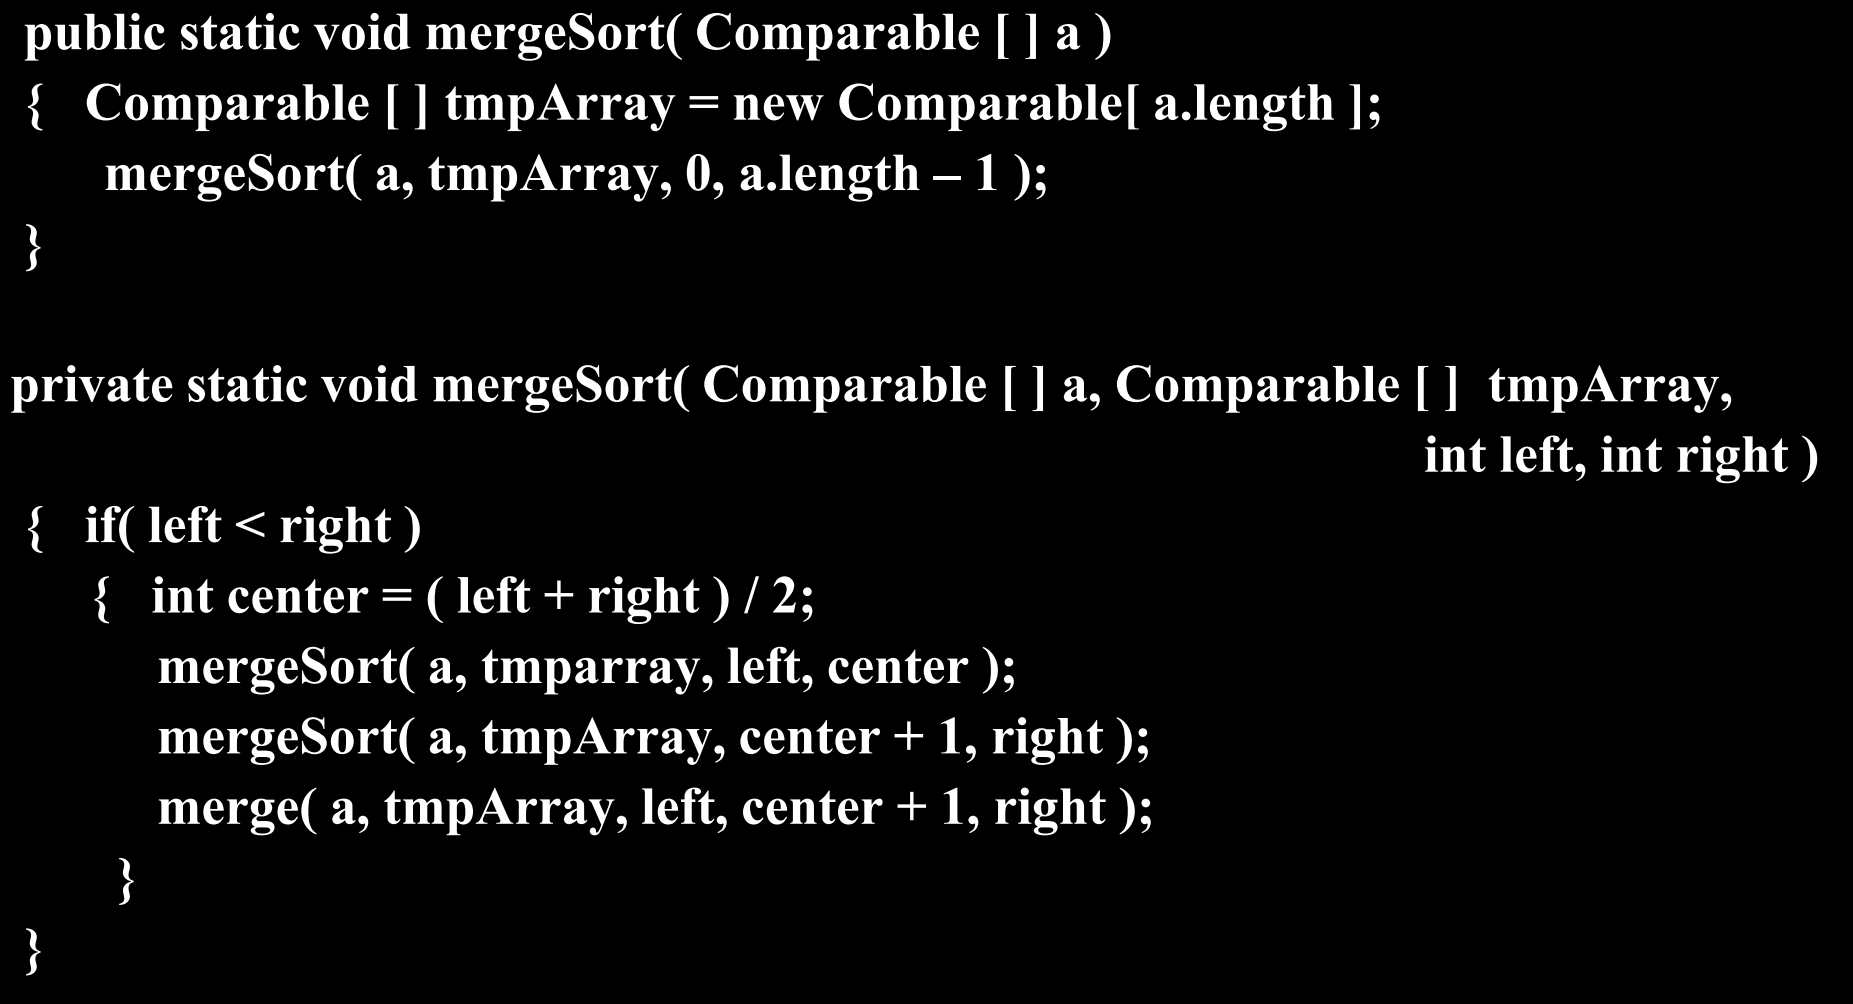 public static void mergeSort( Comparable [ ] a )
{ Comparable [ ] tmpArray = new Comparable[ a.length ];
mergeSort( a, tmpArray, 0, a.length – 1 );
}
private static void mergeSort( Comparable [ ] a, Comparable [ ] tmpArray,
int left, int right )
{ if( left < right )
{ int center = ( left + right ) / 2;
mergeSort( a, tmparray, left, center );
mergeSort( a, tmpArray, center + 1, right );
merge( a, tmpArray, left, center + 1, right );
}
}